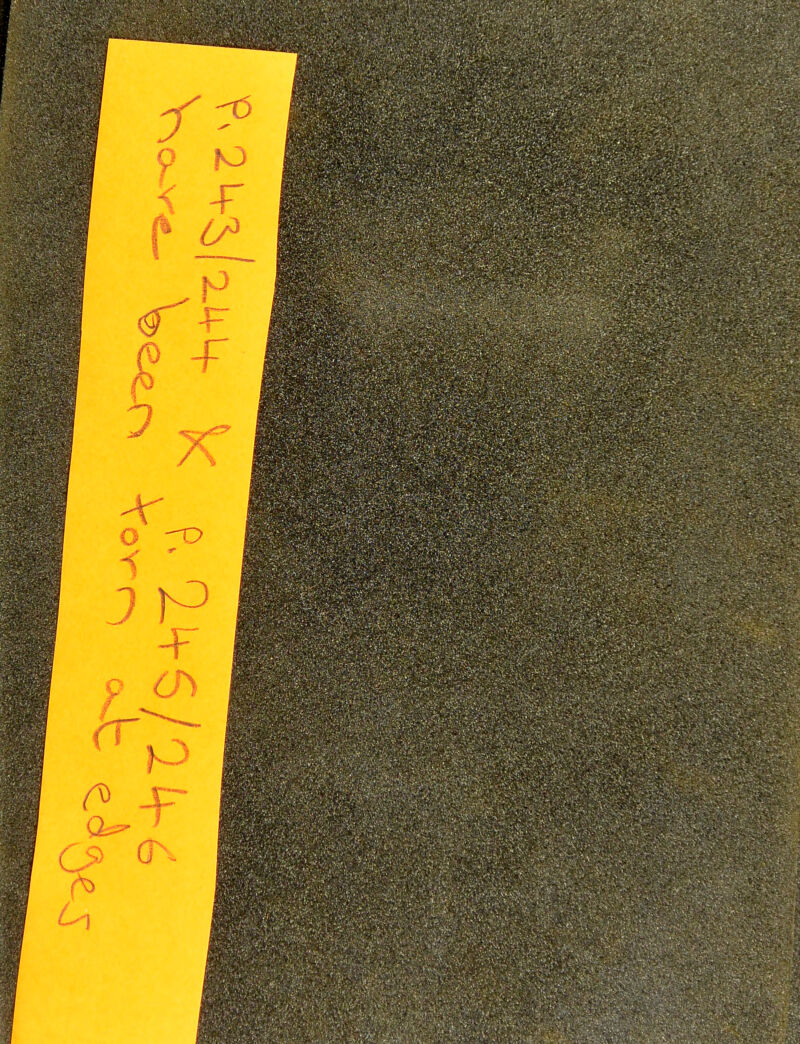 p. 243/244 & p. 245/246
have been torn at edges